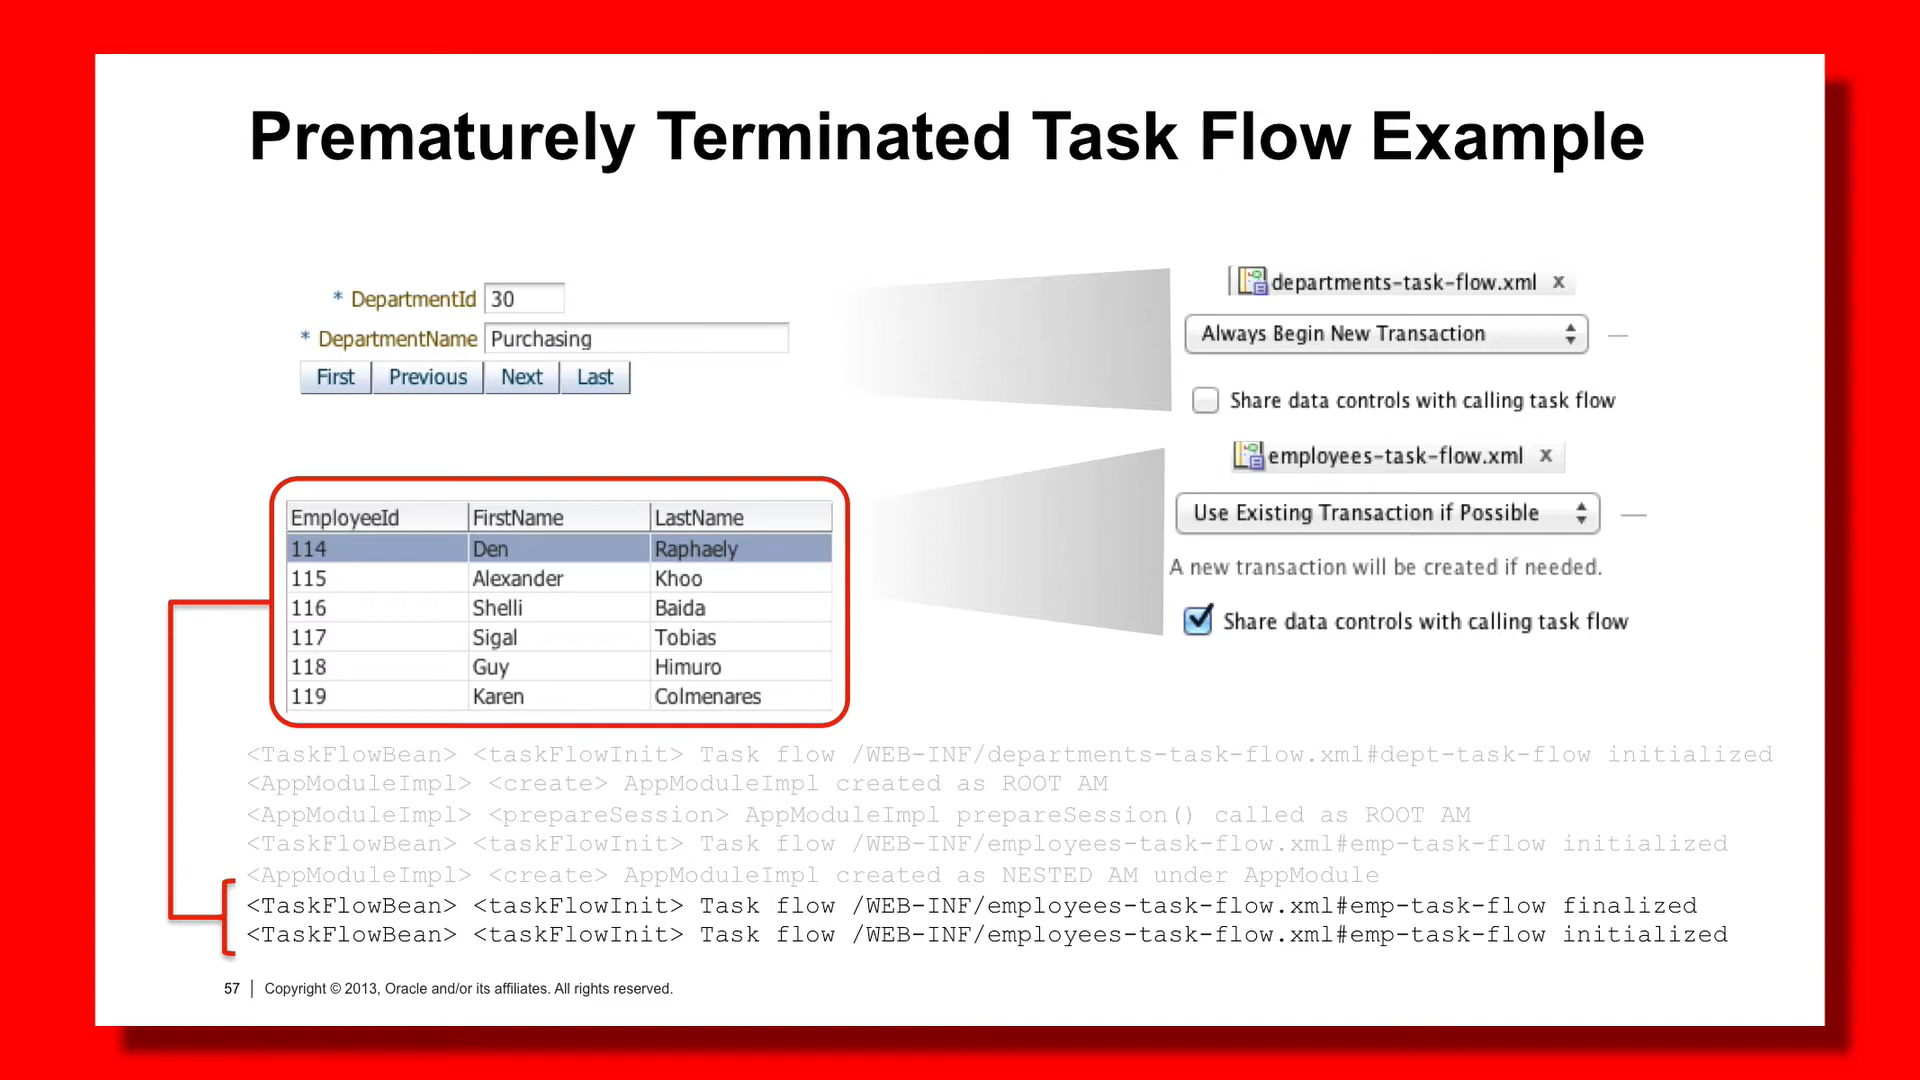 Prematurely Terminated Task Flow Example
* DepartmentId 30
* DepartmentName Purchasing
First Previous Next Last
departments-task-flow.xml x
Always Begin New Transaction
Share data controls with calling task flow
employees-task-flow.xml x
Use Existing Transaction if Possible
A new transaction will be created if needed.
Share data controls with calling task flow
EmployeeId FirstName LastName
114 Den Raphaely
115 Alexander Khoo
116 Shelli Baida
117 Sigal Tobias
118 Guy Himuro
119 Karen Colmenares
<TaskFlowBean> <taskFlowInit> Task flow /WEB-INF/departments-task-flow.xml#dept-task-flow initialized
<AppModuleImpl> <create> AppModuleImpl created as ROOT AM
<AppModuleImpl> <prepareSession> AppModuleImpl prepareSession() called as ROOT AM
<TaskFlowBean> <taskFlowInit> Task flow /WEB-INF/employees-task-flow.xml#emp-task-flow initialized
<AppModuleImpl> <create> AppModuleImpl created as NESTED AM under AppModule
<TaskFlowBean> <taskFlowInit> Task flow /WEB-INF/employees-task-flow.xml#emp-task-flow finalized
<TaskFlowBean> <taskFlowInit> Task flow /WEB-INF/employees-task-flow.xml#emp-task-flow initialized
57 | Copyright © 2013, Oracle and/or its affiliates. All rights reserved.